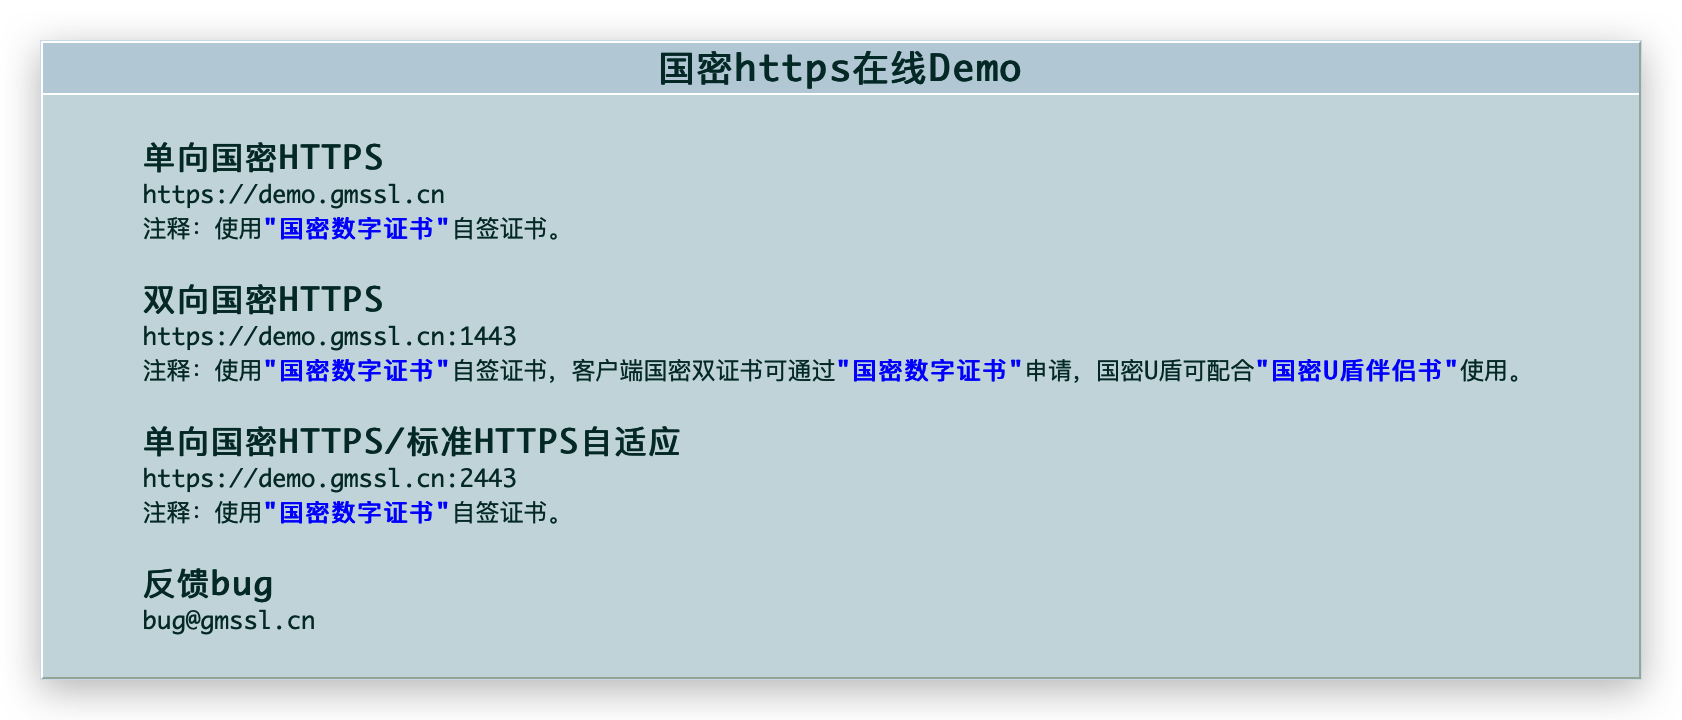 国密https在线Demo
单向国密HTTPS
https://demo.gmssl.cn
注释：使用"国密数字证书"自签证书。
双向国密HTTPS
https://demo.gmssl.cn:1443
注释：使用"国密数字证书"自签证书，客户端国密双证书可通过"国密数字证书"申请，国密U盾可配合"国密U盾伴侣书"使用。
单向国密HTTPS/标准HTTPS自适应
https://demo.gmssl.cn:2443
注释：使用"国密数字证书"自签证书。
反馈bug
bug@gmssl.cn